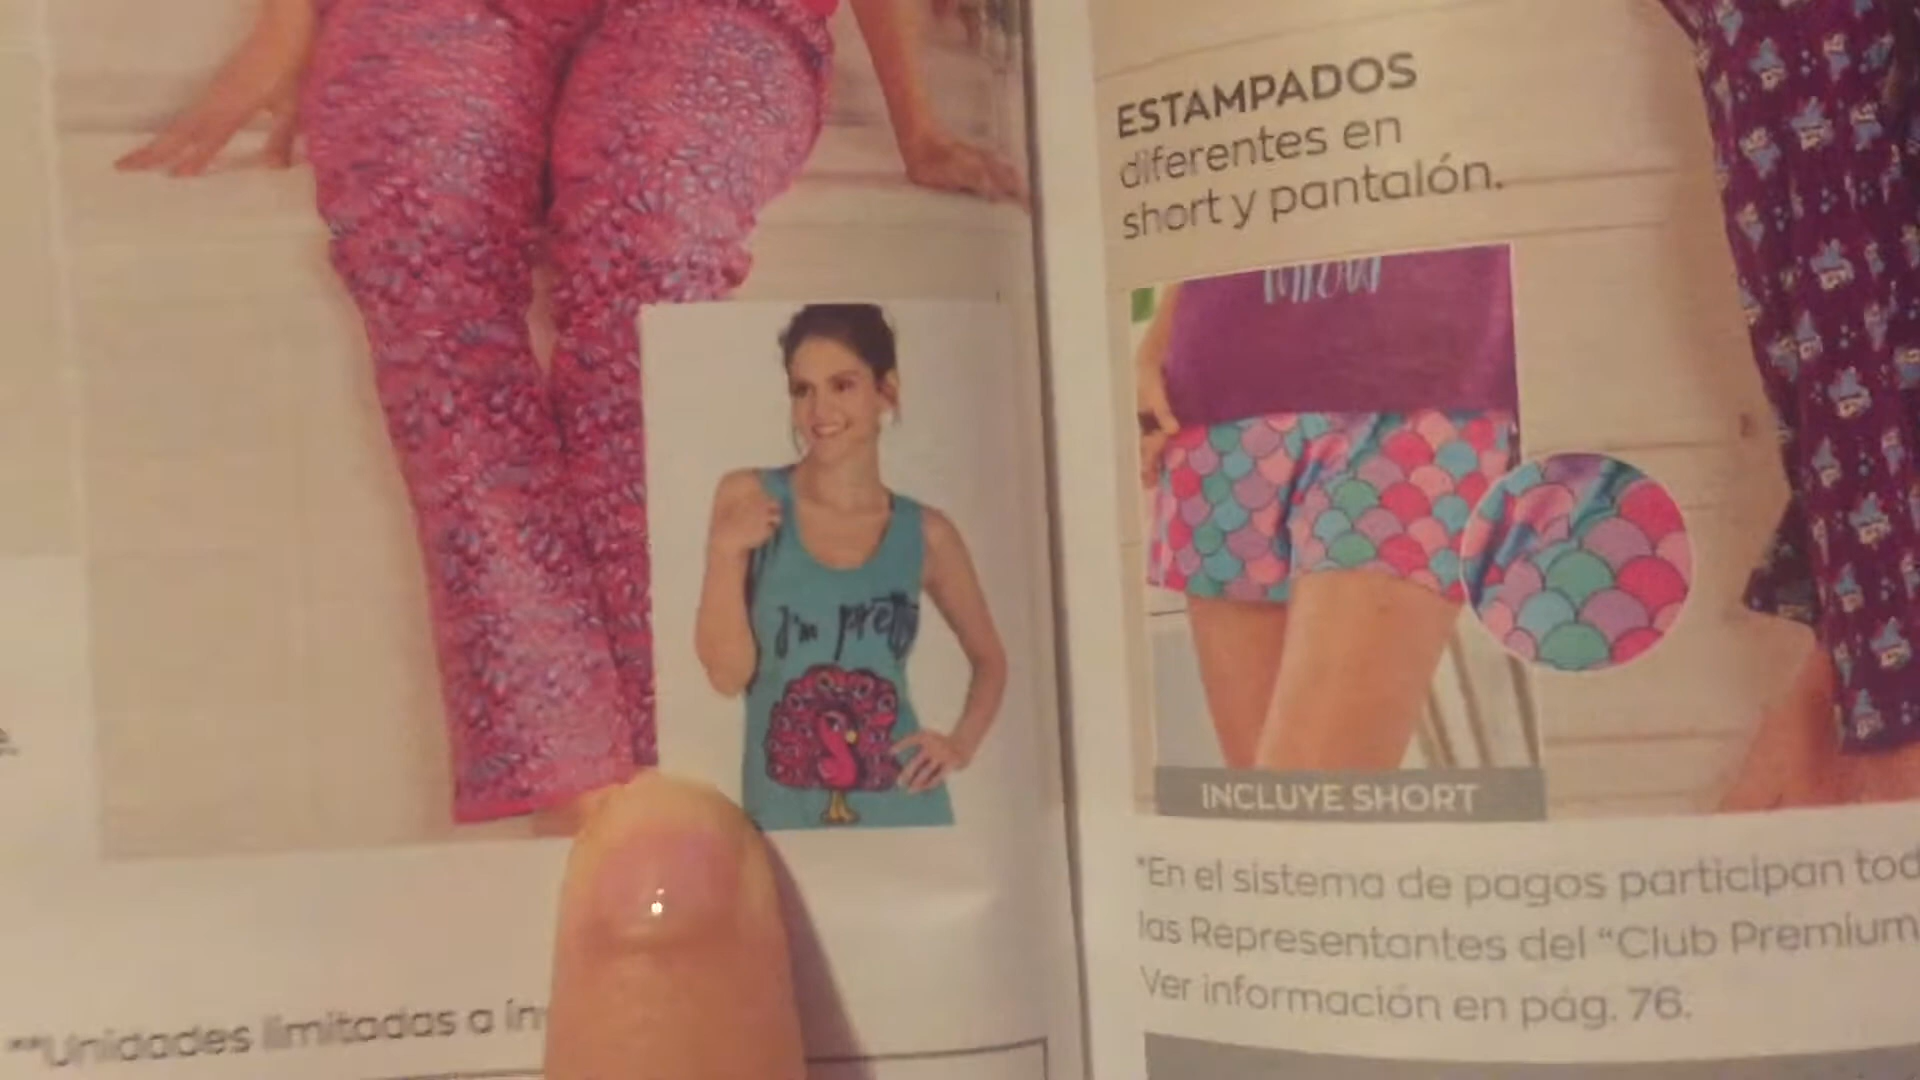 I'm pretty
**Unidades limitadas a in
ESTAMPADOS
diferentes en
short y pantalón.
INCLUYE SHORT
*En el sistema de pagos participan tod
las Representantes del “Club Premium
Ver información en pág. 76.